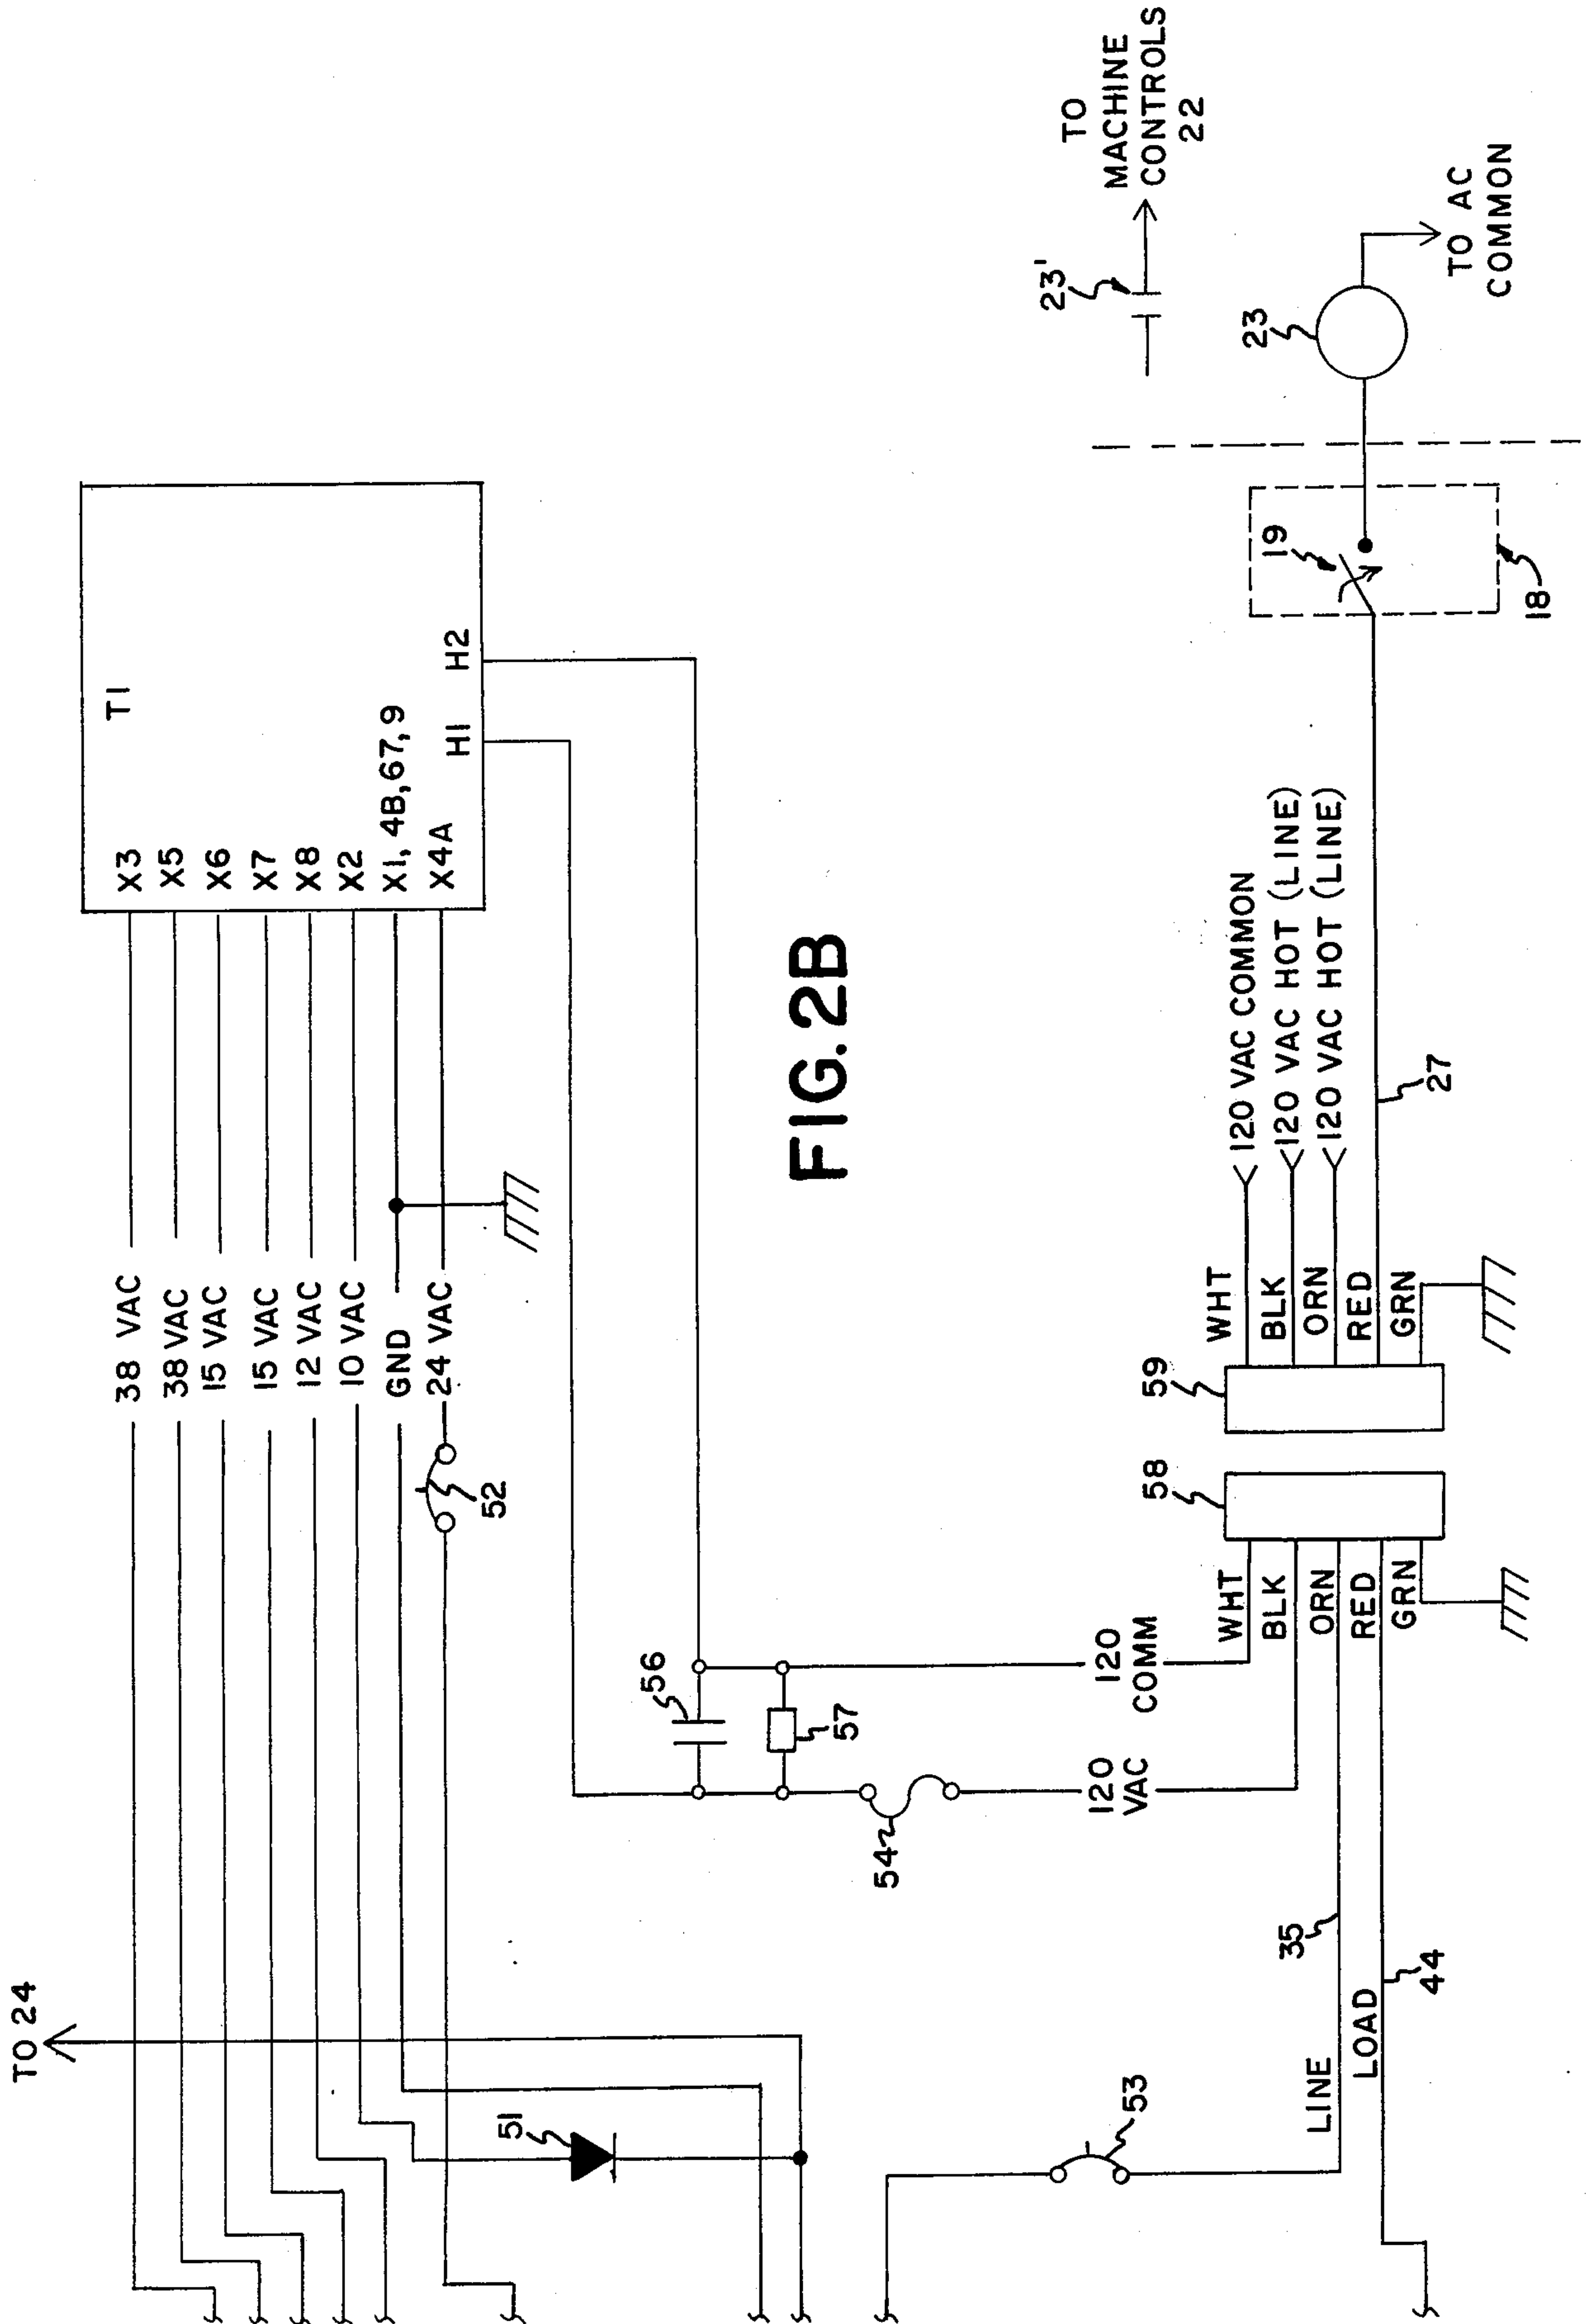 TO 24
38 VAC
38 VAC
15 VAC
15 VAC
12 VAC
10 VAC
GND
24 VAC
T1
X3
X5
X6
X7
X8
X2
X1, 4B, 67, 9
X4A
H1
H2
51
52
53
54
56
57
120
VAC
120
COMM
FIG. 2B
LINE
LOAD
35
44
WHT
BLK
ORN
RED
GRN
58
59
WHT
BLK
ORN
RED
GRN
120 VAC COMMON
120 VAC HOT (LINE)
120 VAC HOT (LINE)
27
19
18
23
23'
TO
MACHINE
CONTROLS
22
TO AC
COMMON